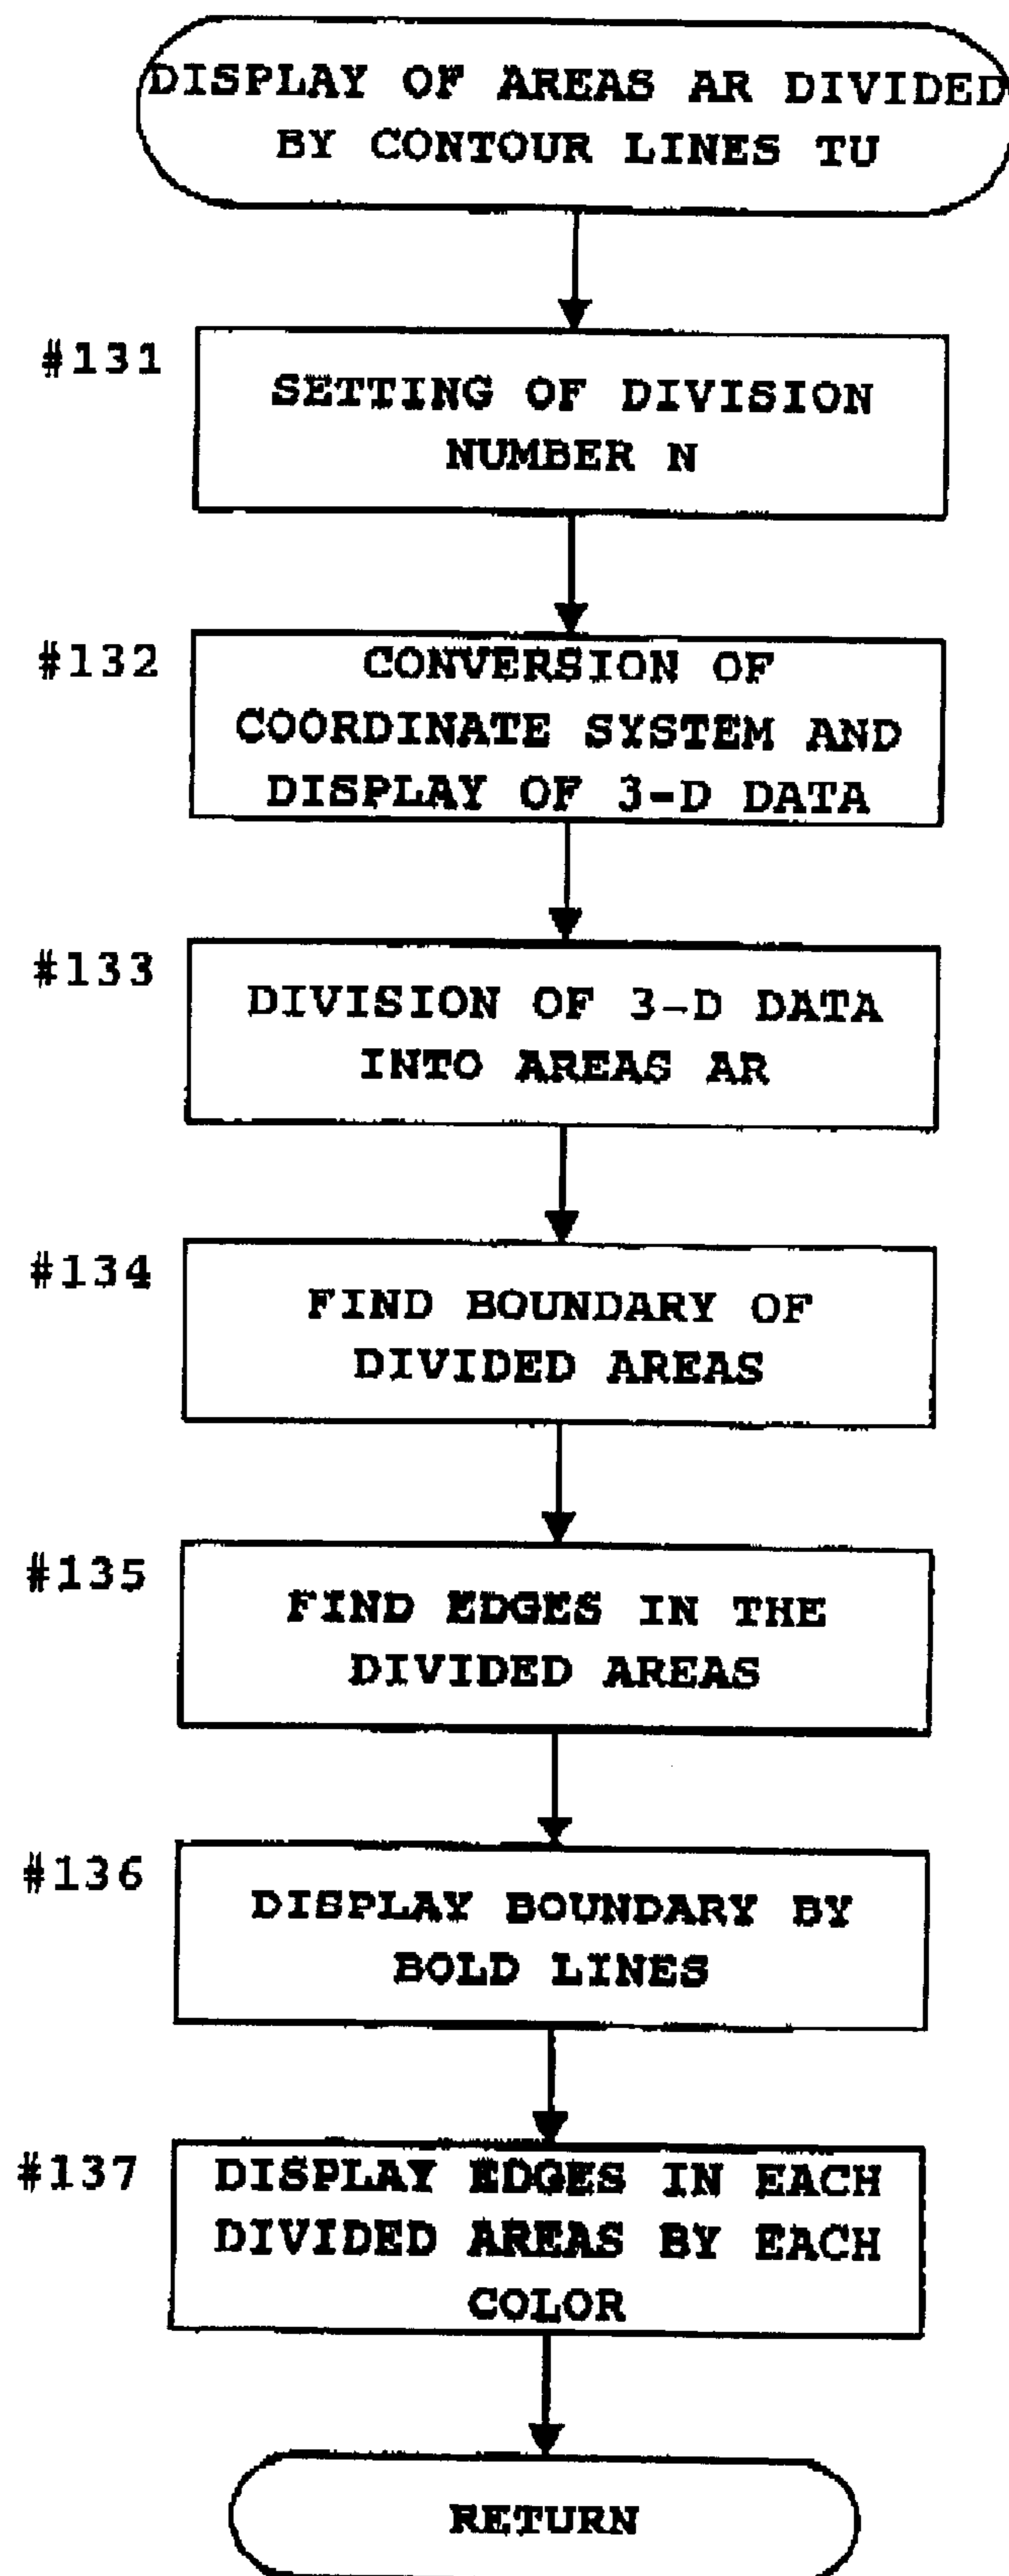 DISPLAY OF AREAS AR DIVIDED
BY CONTOUR LINES TU
#131
SETTING OF DIVISION
NUMBER N
#132
CONVERSION OF
COORDINATE SYSTEM AND
DISPLAY OF 3-D DATA
#133
DIVISION OF 3-D DATA
INTO AREAS AR
#134
FIND BOUNDARY OF
DIVIDED AREAS
#135
FIND EDGES IN THE
DIVIDED AREAS
#136
DISPLAY BOUNDARY BY
BOLD LINES
#137
DISPLAY EDGES IN EACH
DIVIDED AREAS BY EACH
COLOR
RETURN